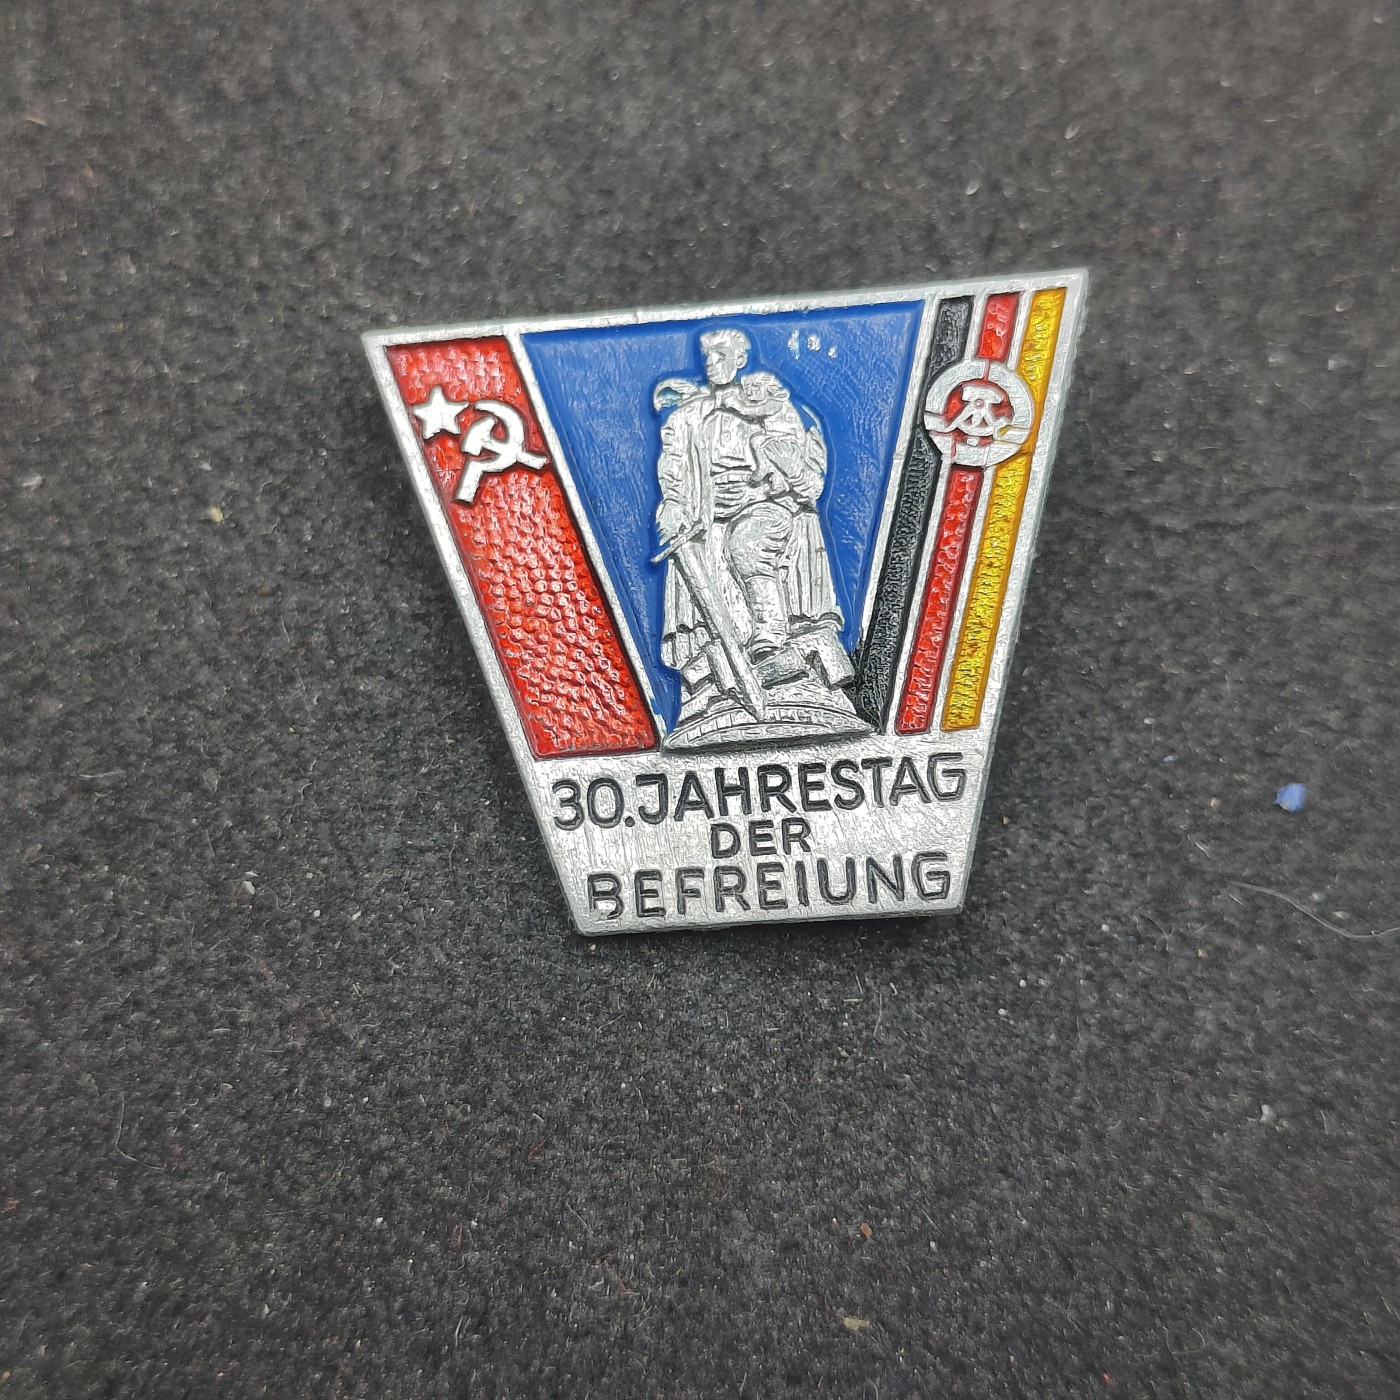 30. JAHRESTAG
DER
BEFREIUNG